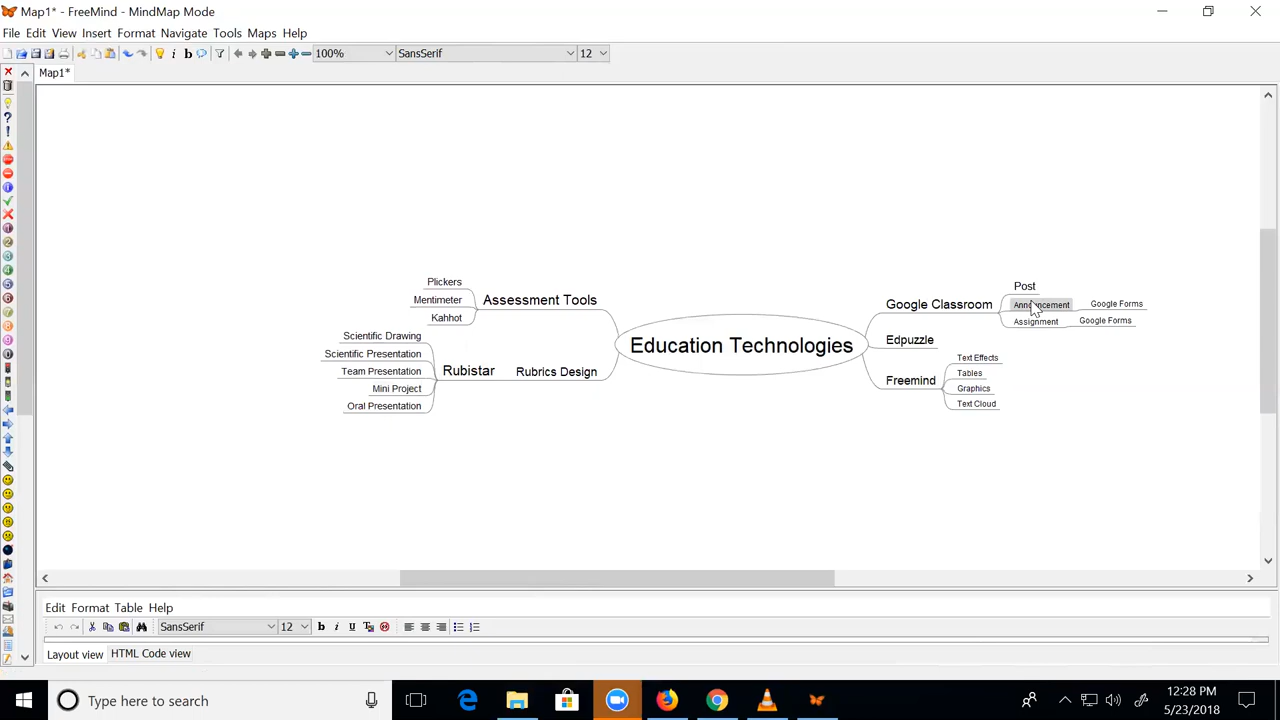 Map1* - FreeMind - MindMap Mode
File Edit View Insert Format Navigate Tools Maps Help
100% SansSerif 12
Map1*
Plickers
Mentimeter
Kahhot
Assessment Tools
Scientific Drawing
Scientific Presentation
Team Presentation
Mini Project
Oral Presentation
Rubistar
Rubrics Design
Education Technologies
Google Classroom
Post
Announcement
Google Forms
Assignment
Google Forms
Edpuzzle
Freemind
Text Effects
Tables
Graphics
Text Cloud
Edit Format Table Help
SansSerif 12
Layout view HTML Code view
Type here to search
12:28 PM
5/23/2018